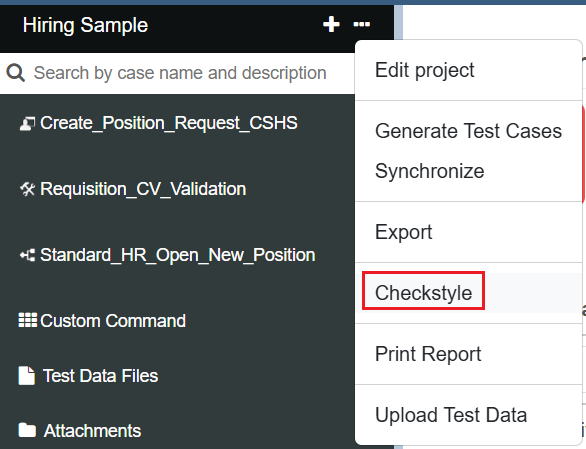 Hiring Sample
Search by case name and description
Create_Position_Request_CSHS
Requisition_CV_Validation
Standard_HR_Open_New_Position
Custom Command
Test Data Files
Attachments
Edit project
Generate Test Cases
Synchronize
Export
Checkstyle
Print Report
Upload Test Data